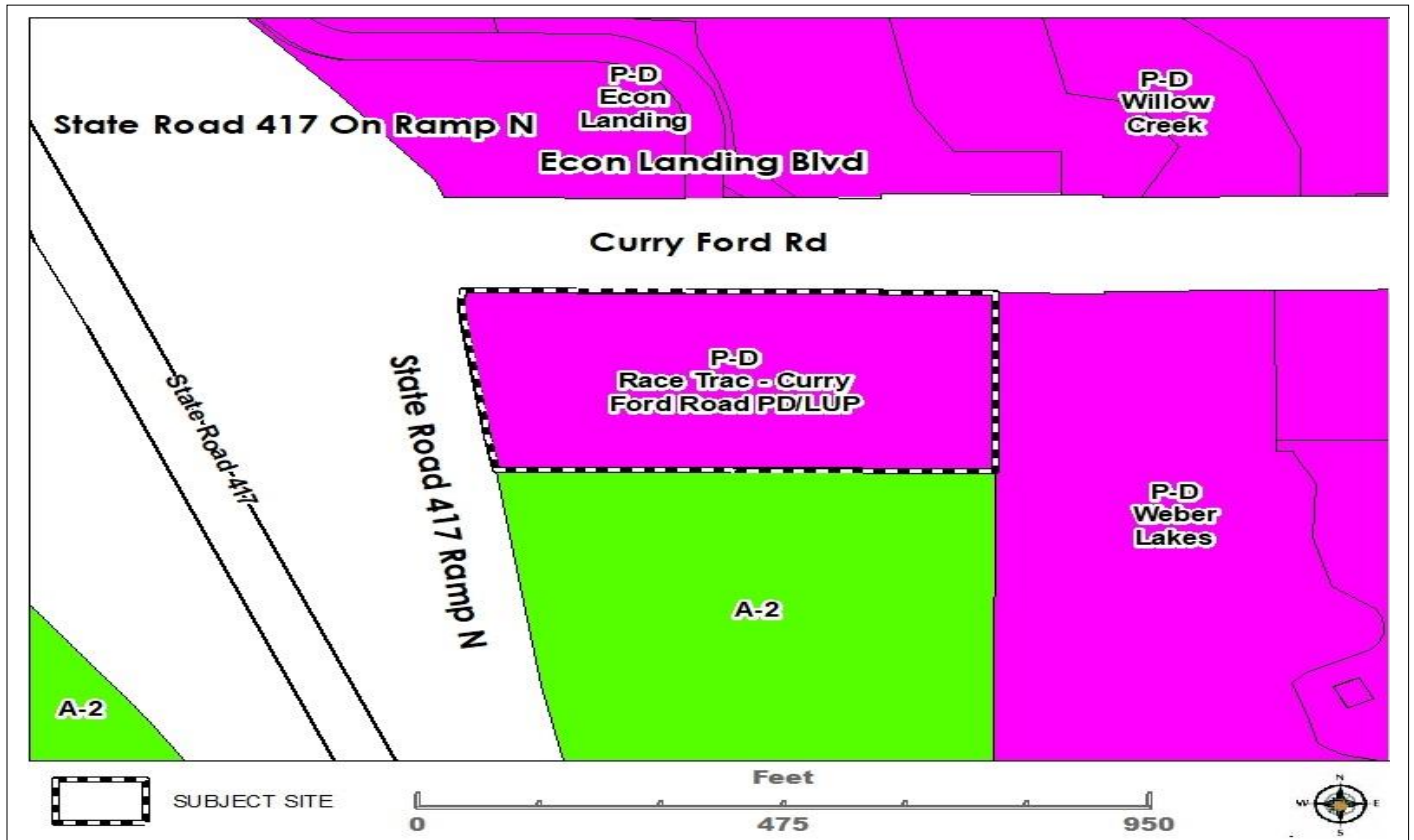 P-D
Econ
Landing
P-D
Willow
Creek
State Road 417 On Ramp N
Econ Landing Blvd
Curry Ford Rd
P-D
Race Trac - Curry
Ford Road PD/LUP
State Road 417 Ramp N
State-Road-417
P-D
Weber
Lakes
A-2
A-2
SUBJECT SITE
Feet
0
475
950
N
W
E
S